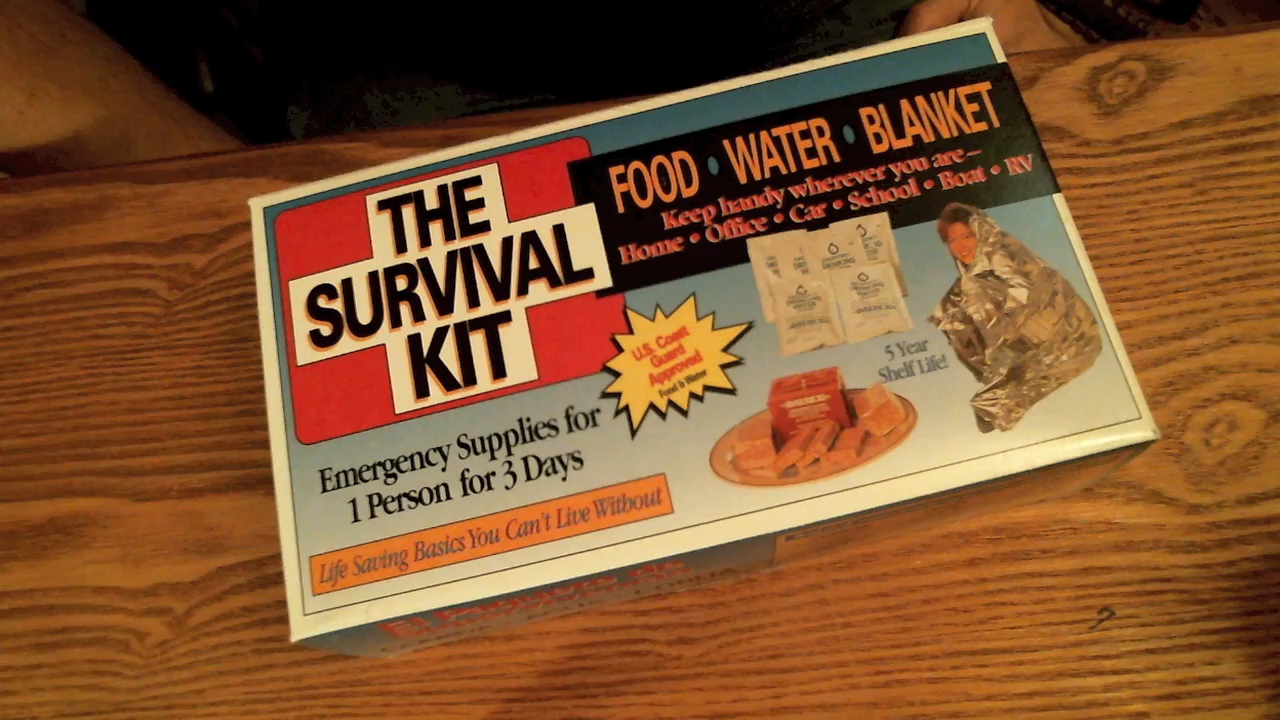 THE
SURVIVAL
KIT
FOOD • WATER • BLANKET
Keep handy wherever you are—
Home • Office • Car • School • Boat • RV
U.S. Coast
Guard
Approved
Food & Water
5 Year
Shelf Life!
Emergency Supplies for
1 Person for 3 Days
Life Saving Basics You Can't Live Without
DRINKING
WATER